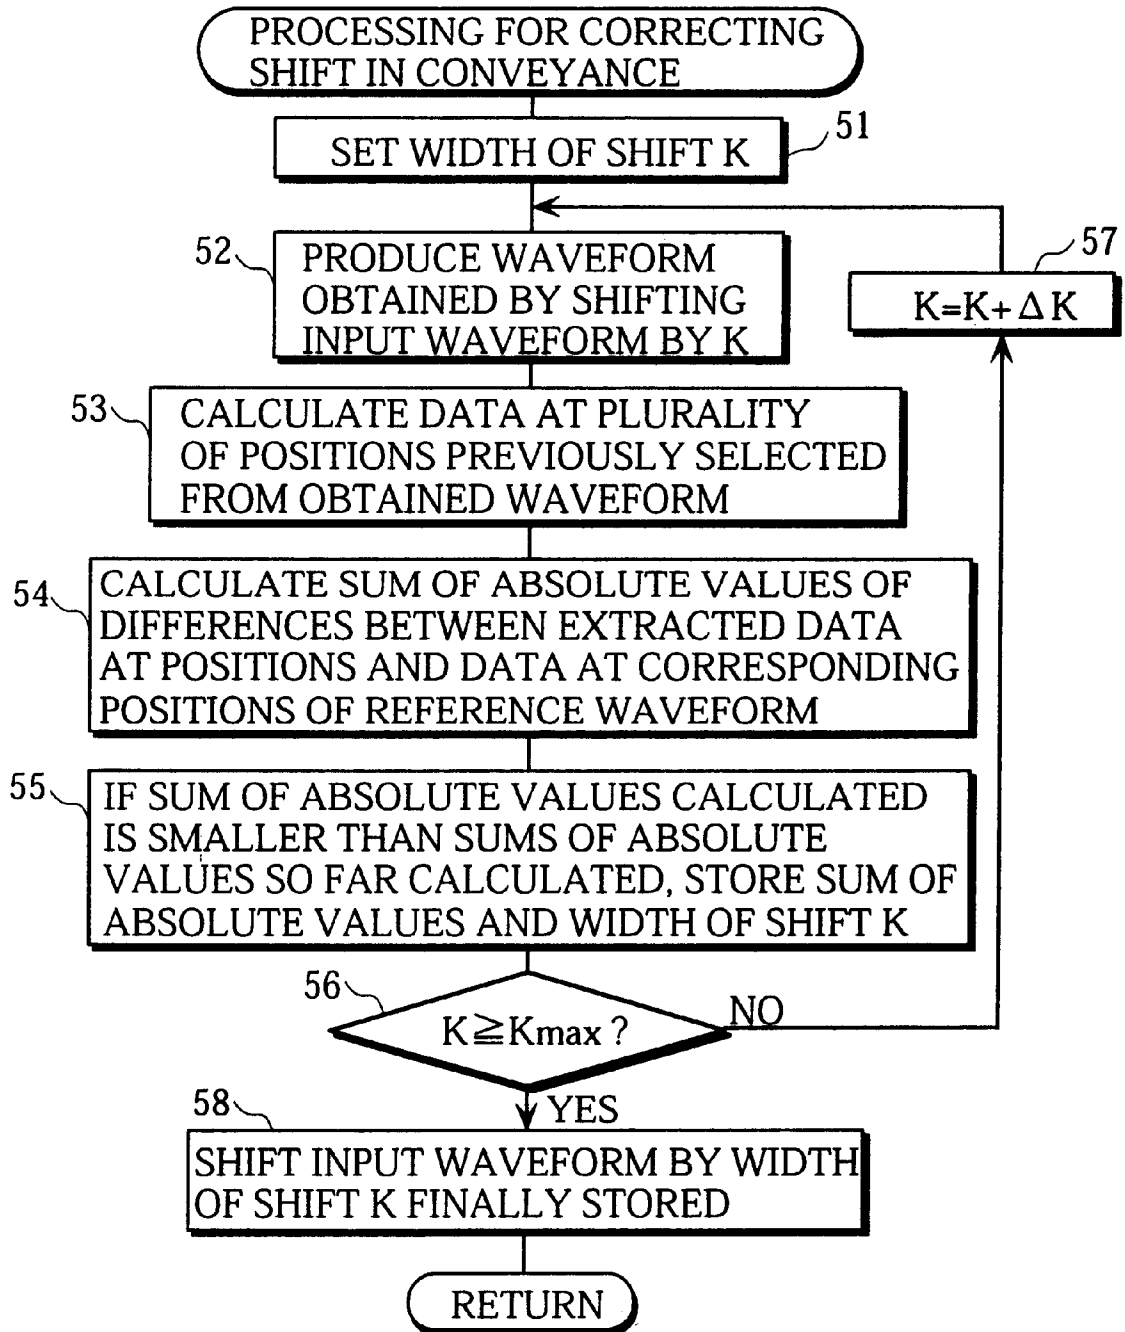 PROCESSING FOR CORRECTING
SHIFT IN CONVEYANCE
51
SET WIDTH OF SHIFT K
52
PRODUCE WAVEFORM
OBTAINED BY SHIFTING
INPUT WAVEFORM BY K
57
K=K+ΔK
53
CALCULATE DATA AT PLURALITY
OF POSITIONS PREVIOUSLY SELECTED
FROM OBTAINED WAVEFORM
54
CALCULATE SUM OF ABSOLUTE VALUES OF
DIFFERENCES BETWEEN EXTRACTED DATA
AT POSITIONS AND DATA AT CORRESPONDING
POSITIONS OF REFERENCE WAVEFORM
55
IF SUM OF ABSOLUTE VALUES CALCULATED
IS SMALLER THAN SUMS OF ABSOLUTE
VALUES SO FAR CALCULATED, STORE SUM OF
ABSOLUTE VALUES AND WIDTH OF SHIFT K
56
K≧Kmax ?
NO
YES
58
SHIFT INPUT WAVEFORM BY WIDTH
OF SHIFT K FINALLY STORED
RETURN